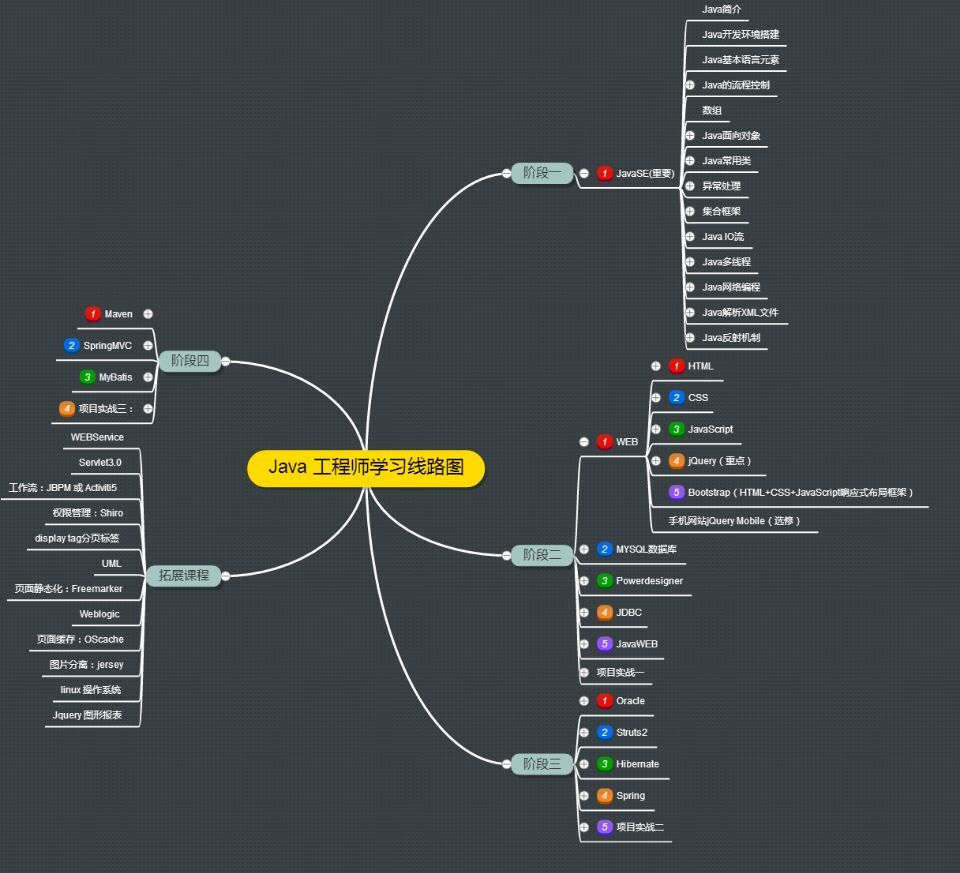 Java 工程师学习线路图
阶段一
1 JavaSE(重要)
Java简介
Java开发环境搭建
Java基本语言元素
Java的流程控制
数组
Java面向对象
Java常用类
异常处理
集合框架
Java IO流
Java多线程
Java网络编程
Java解析XML文件
Java反射机制
阶段二
1 WEB
1 HTML
2 CSS
3 JavaScript
4 jQuery（重点）
5 Bootstrap（HTML+CSS+JavaScript响应式布局框架）
手机网站jQuery Mobile（选修）
2 MYSQL数据库
3 Powerdesigner
4 JDBC
5 JavaWEB
项目实战一
阶段三
1 Oracle
2 Struts2
3 Hibernate
4 Spring
5 项目实战二
阶段四
1 Maven
2 SpringMVC
3 MyBatis
4 项目实战三：
拓展课程
WEBService
Servlet3.0
工作流：JBPM 或 Activiti5
权限管理：Shiro
display tag分页标签
UML
页面静态化：Freemarker
Weblogic
页面缓存：OScache
图片分离：jersey
linux 操作系统
Jquery 图形报表